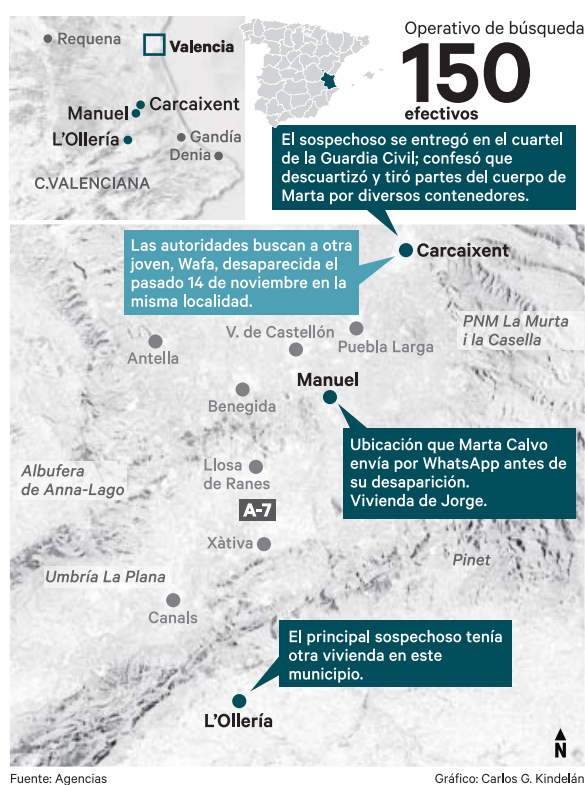 Requena
Valencia
Manuel
Carcaixent
L'Ollería
Gandía
Denia
C.VALENCIANA
Operativo de búsqueda
150
efectivos
El sospechoso se entregó en el cuartel
de la Guardia Civil; confesó que
descuartizó y tiró partes del cuerpo de
Marta por diversos contenedores.
Las autoridades buscan a otra
joven, Wafa, desaparecida el
pasado 14 de noviembre en la
misma localidad.
Carcaixent
PNM La Murta
i la Casella
V. de Castellón
Puebla Larga
Antella
Manuel
Benegida
Ubicación que Marta Calvo
envía por WhatsApp antes de
su desaparición.
Vivienda de Jorge.
Albufera
de Anna-Lago
Llosa
de Ranes
A-7
Xàtiva
Pinet
Umbría La Plana
Canals
El principal sospechoso tenía
otra vivienda en este
municipio.
L'Ollería
N
Fuente: Agencias
Gráfico: Carlos G. Kindelán